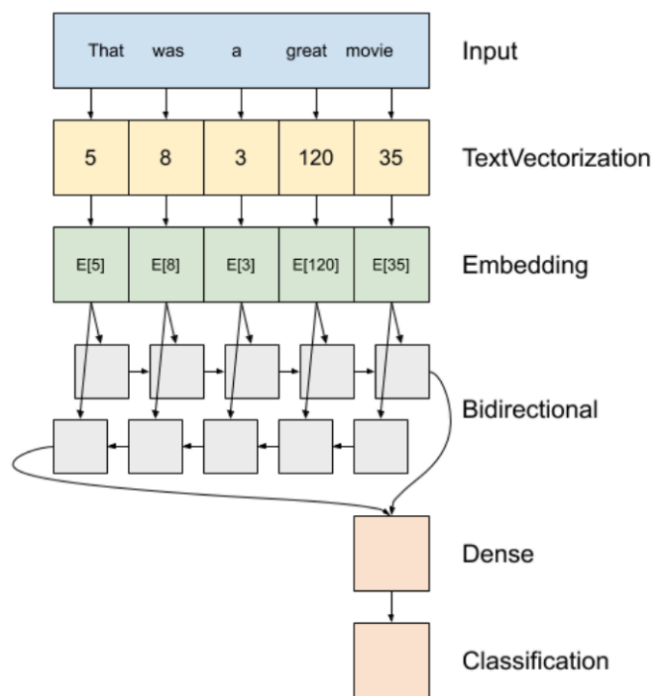 That was a great movie Input
5 8 3 120 35 TextVectorization
E[5] E[8] E[3] E[120] E[35] Embedding
Bidirectional
Dense
Classification